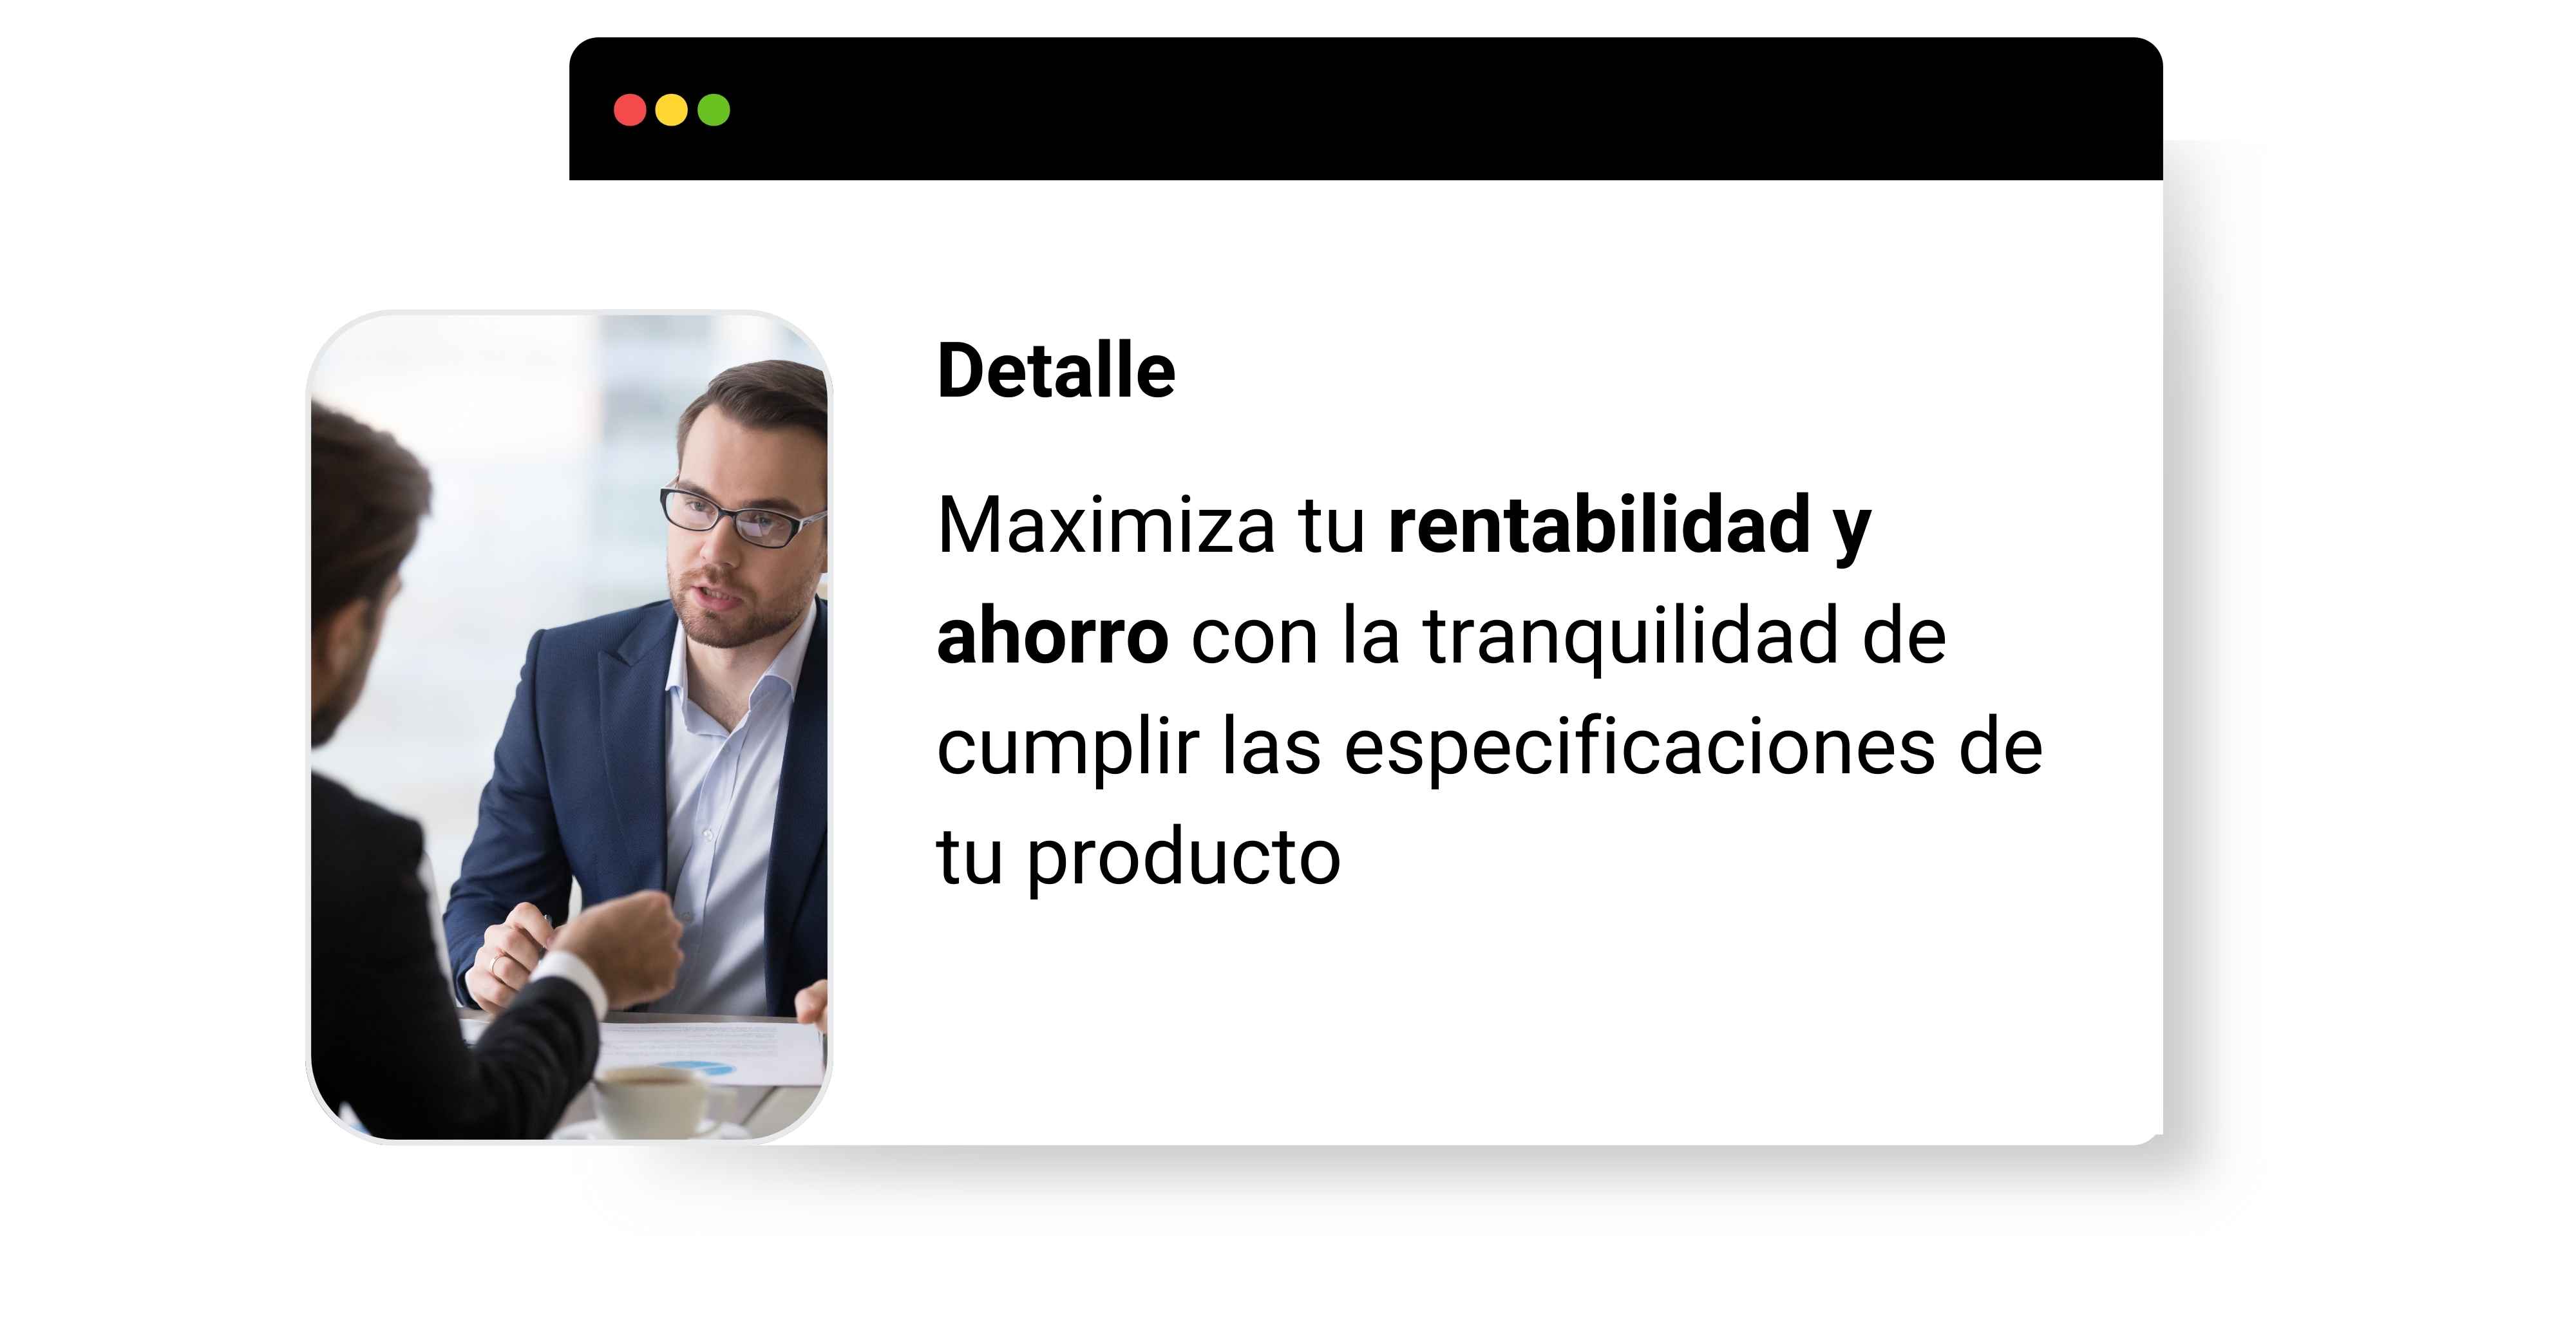 Detalle
Maximiza tu rentabilidad y
ahorro con la tranquilidad de
cumplir las especificaciones de
tu producto